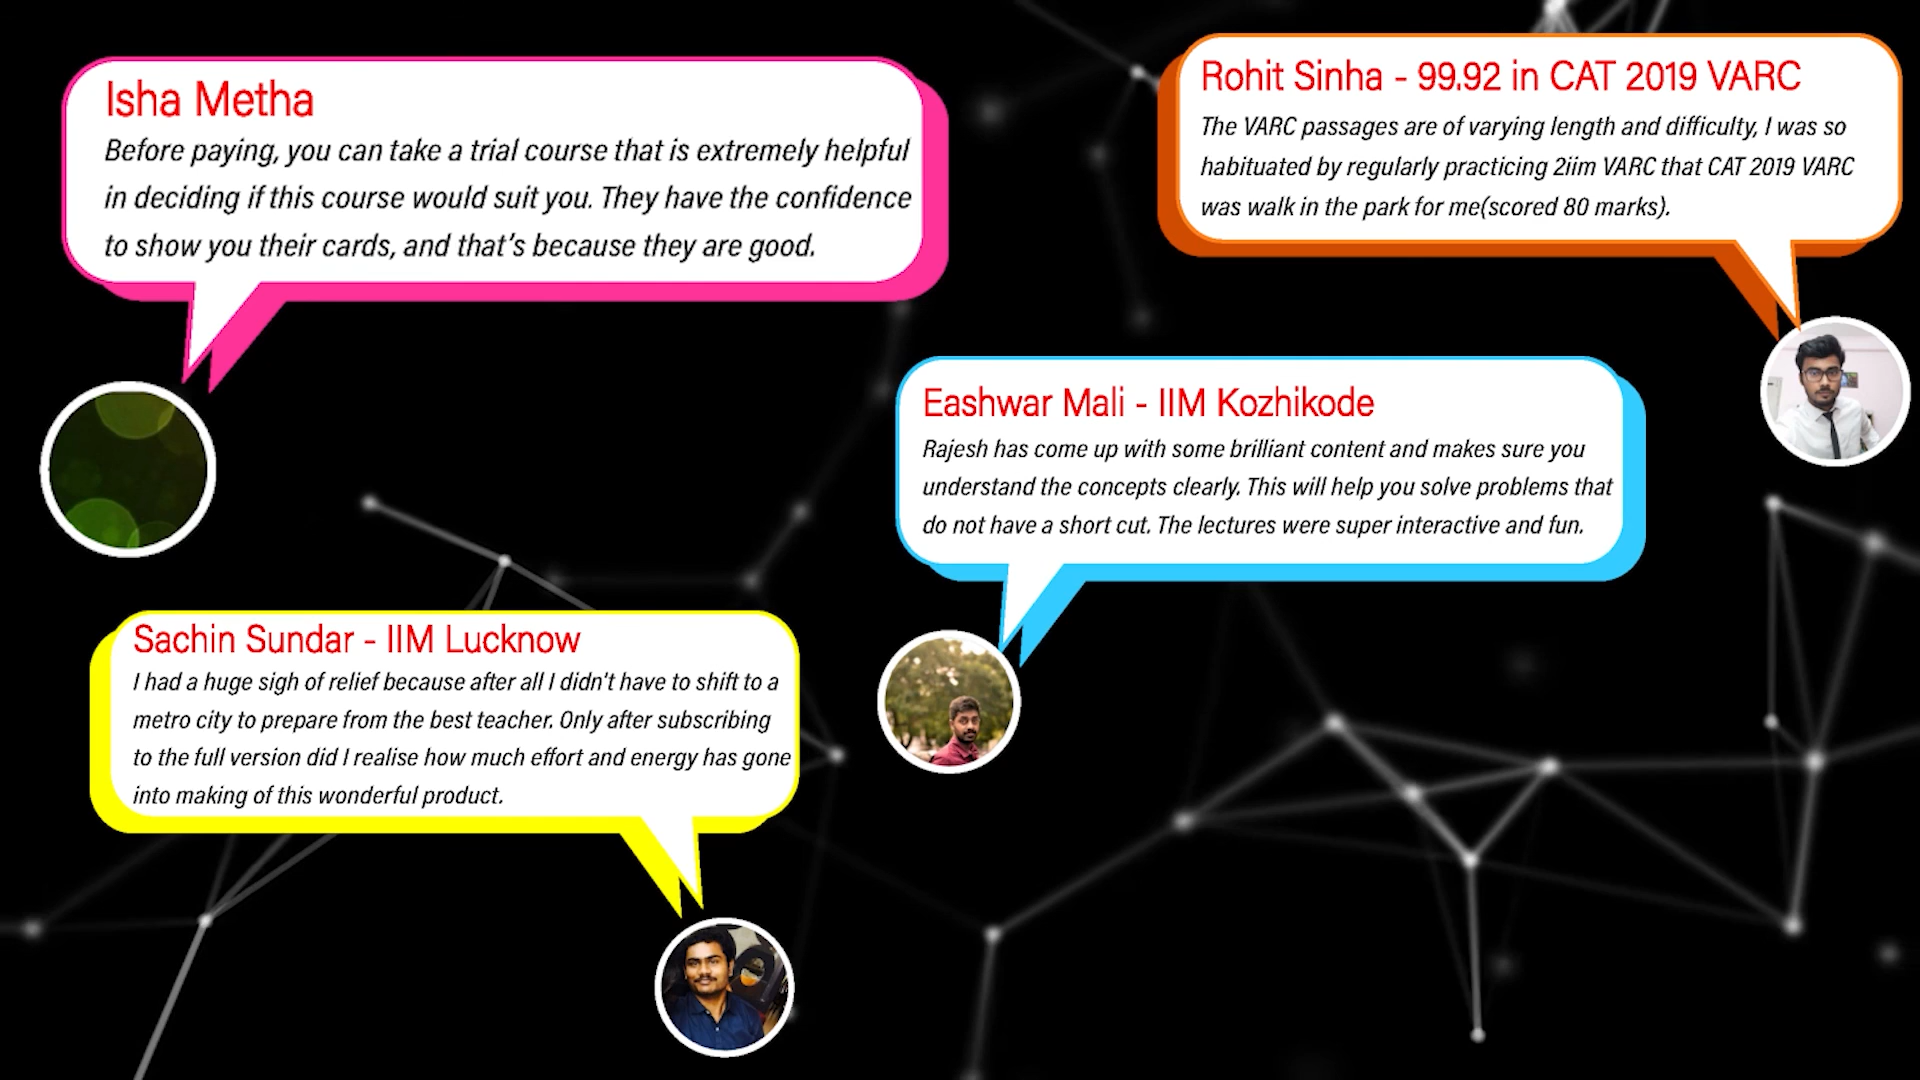 Isha Metha
Before paying, you can take a trial course that is extremely helpful
in deciding if this course would suit you. They have the confidence
to show you their cards, and that's because they are good.
Rohit Sinha - 99.92 in CAT 2019 VARC
The VARC passages are of varying length and difficulty, I was so
habituated by regularly practicing 2iim VARC that CAT 2019 VARC
was walk in the park for me(scored 80 marks).
Eashwar Mali - IIM Kozhikode
Rajesh has come up with some brilliant content and makes sure you
understand the concepts clearly. This will help you solve problems that
do not have a short cut. The lectures were super interactive and fun.
Sachin Sundar - IIM Lucknow
I had a huge sigh of relief because after all I didn't have to shift to a
metro city to prepare from the best teacher. Only after subscribing
to the full version did I realise how much effort and energy has gone
into making of this wonderful product.